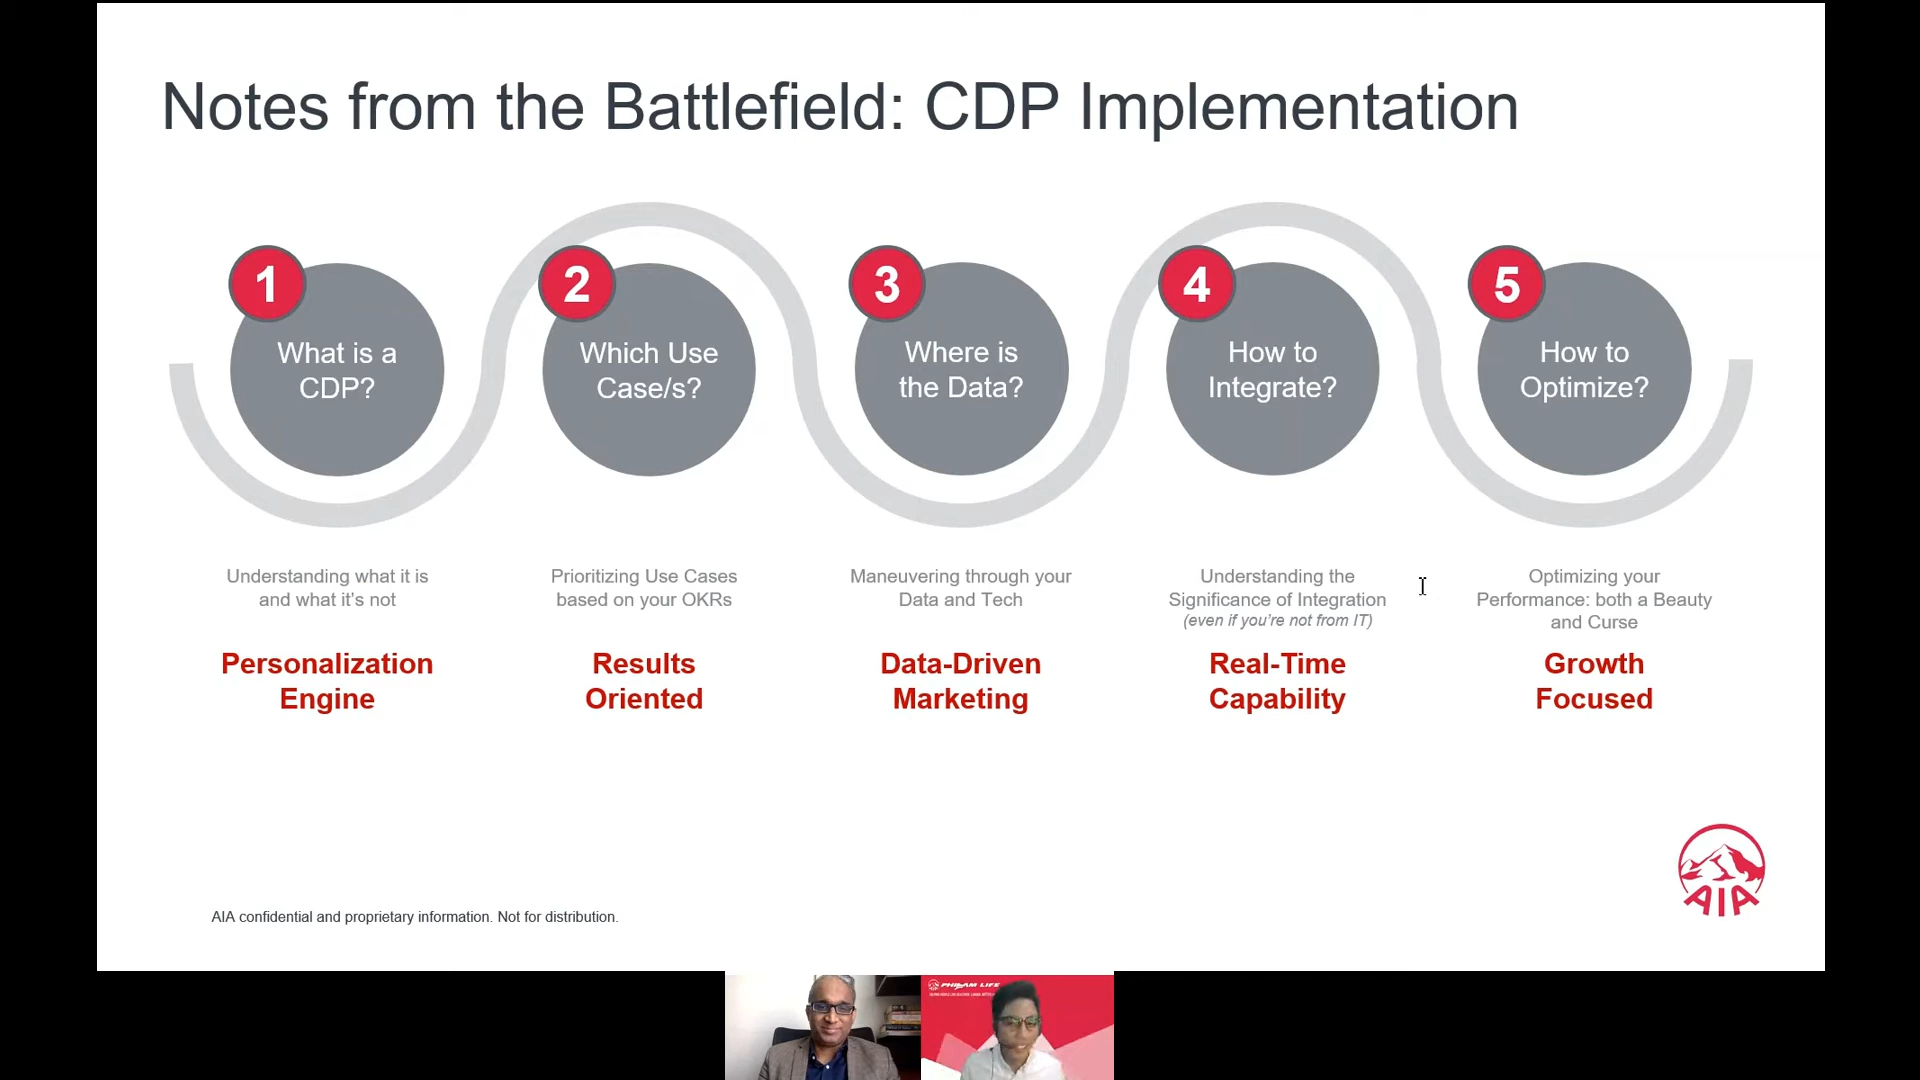 Notes from the Battlefield: CDP Implementation
1
What is a
CDP?
Understanding what it is
and what it's not
Personalization
Engine
2
Which Use
Case/s?
Prioritizing Use Cases
based on your OKRs
Results
Oriented
3
Where is
the Data?
Maneuvering through your
Data and Tech
Data-Driven
Marketing
4
How to
Integrate?
Understanding the
Significance of Integration
(even if you're not from IT)
Real-Time
Capability
5
How to
Optimize?
Optimizing your
Performance: both a Beauty
and Curse
Growth
Focused
AIA confidential and proprietary information. Not for distribution.
AIA
PHILAM LIFE